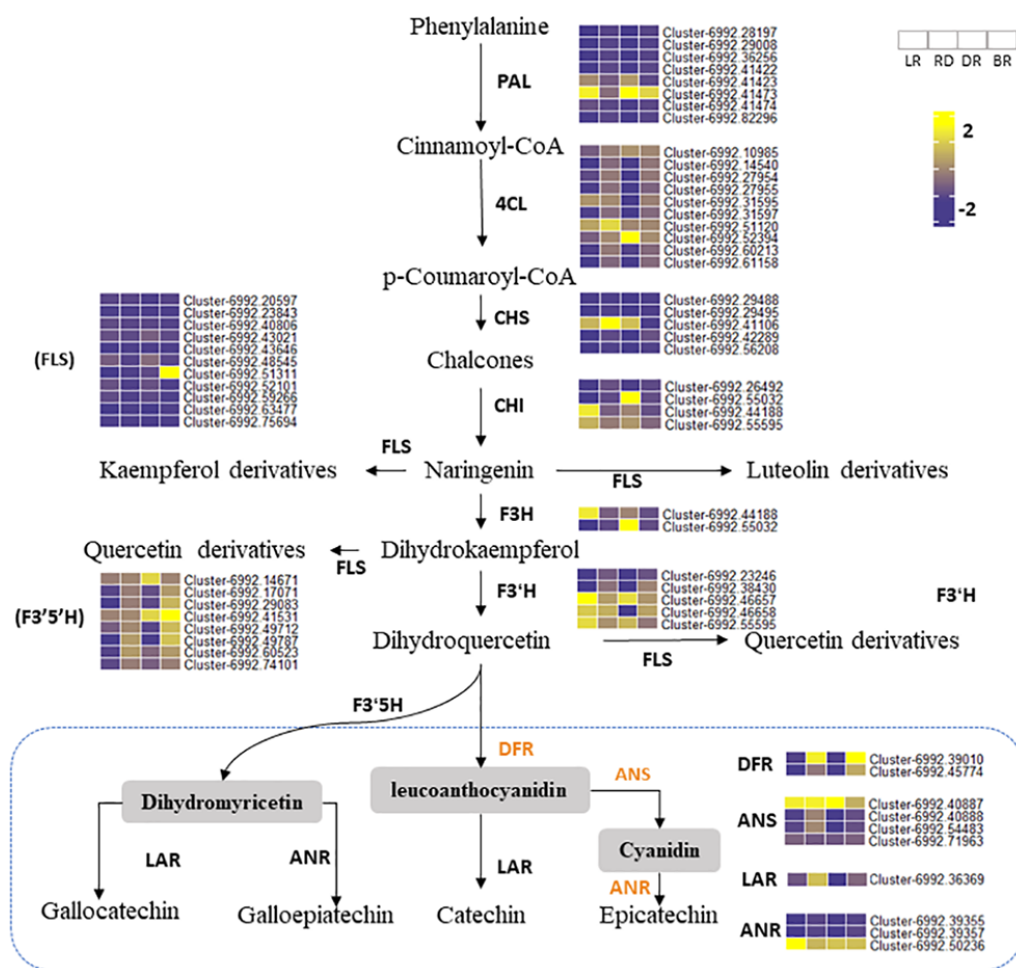 Phenylalanine
PAL
Cluster-6992.28197
Cluster-6992.29008
Cluster-6992.36256
Cluster-6992.41422
Cluster-6992.41423
Cluster-6992.41473
Cluster-6992.41474
Cluster-6992.82296
LR RD DR BR
2
-2
Cinnamoyl-CoA
4CL
Cluster-6992.10985
Cluster-6992.14540
Cluster-6992.27954
Cluster-6992.27955
Cluster-6992.31595
Cluster-6992.31597
Cluster-6992.51120
Cluster-6992.52394
Cluster-6992.60213
Cluster-6992.61158
p-Coumaroyl-CoA
CHS
Cluster-6992.29488
Cluster-6992.29495
Cluster-6992.41106
Cluster-6992.42289
Cluster-6992.56208
(FLS)
Cluster-6992.20597
Cluster-6992.23843
Cluster-6992.40806
Cluster-6992.43021
Cluster-6992.43646
Cluster-6992.48545
Cluster-6992.51311
Cluster-6992.52101
Cluster-6992.59266
Cluster-6992.63477
Cluster-6992.75694
Chalcones
CHI
Cluster-6992.26492
Cluster-6992.55032
Cluster-6992.44188
Cluster-6992.55595
Kaempferol derivatives
FLS
Naringenin
FLS
Luteolin derivatives
F3H
Cluster-6992.44188
Cluster-6992.55032
Quercetin derivatives
FLS
Dihydrokaempferol
(F3'5'H)
Cluster-6992.14671
Cluster-6992.17071
Cluster-6992.29083
Cluster-6992.41531
Cluster-6992.49712
Cluster-6992.49787
Cluster-6992.60523
Cluster-6992.74101
F3‘H
Cluster-6992.23246
Cluster-6992.38430
Cluster-6992.46657
Cluster-6992.46658
Cluster-6992.55595
F3‘H
Dihydroquercetin
FLS
Quercetin derivatives
F3‘5H
DFR
Dihydromyricetin
leucoanthocyanidin
ANS
Cyanidin
LAR
ANR
LAR
ANR
Gallocatechin
Galloepiatechin
Catechin
Epicatechin
DFR
Cluster-6992.39010
Cluster-6992.45774
ANS
Cluster-6992.40887
Cluster-6992.40888
Cluster-6992.54483
Cluster-6992.71963
LAR
Cluster-6992.36369
ANR
Cluster-6992.39355
Cluster-6992.39357
Cluster-6992.50236